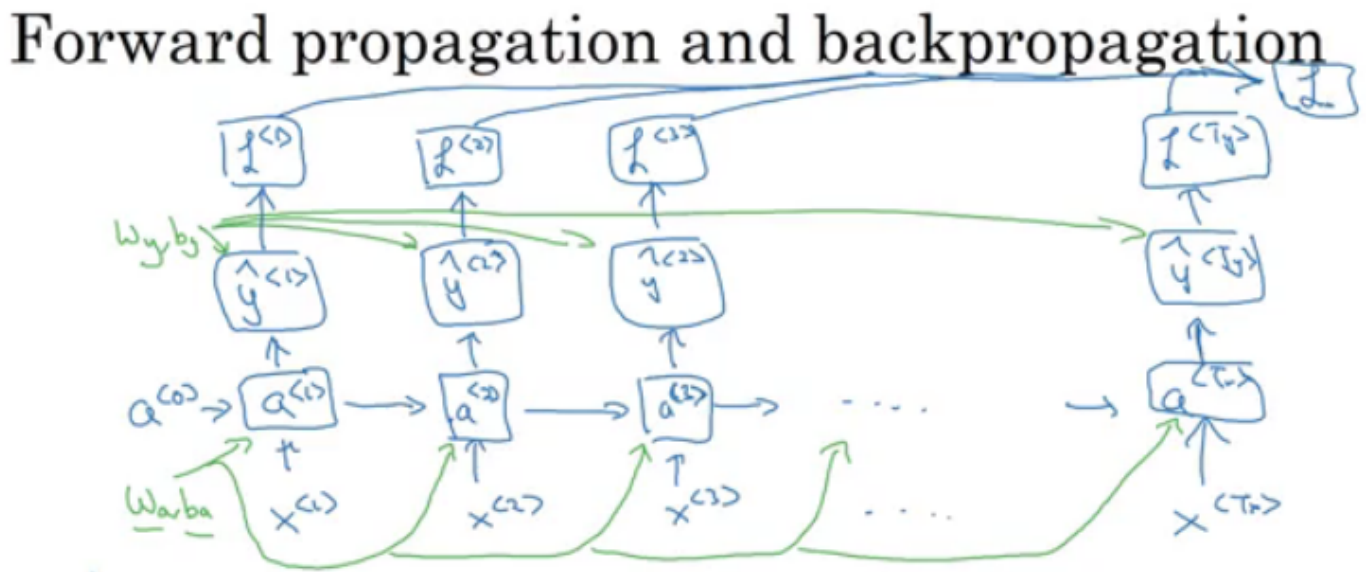 Forward propagation and backpropagation
L
L<1> L<2> L<3> L<Ty>
Wy,by
ŷ<1> ŷ<2> ŷ<2> ŷ<Ty>
a<0> a<1> a<2> a<3> .... a<Tx>
Wa,ba x<1> x<2> x<3> .... x<Tx>